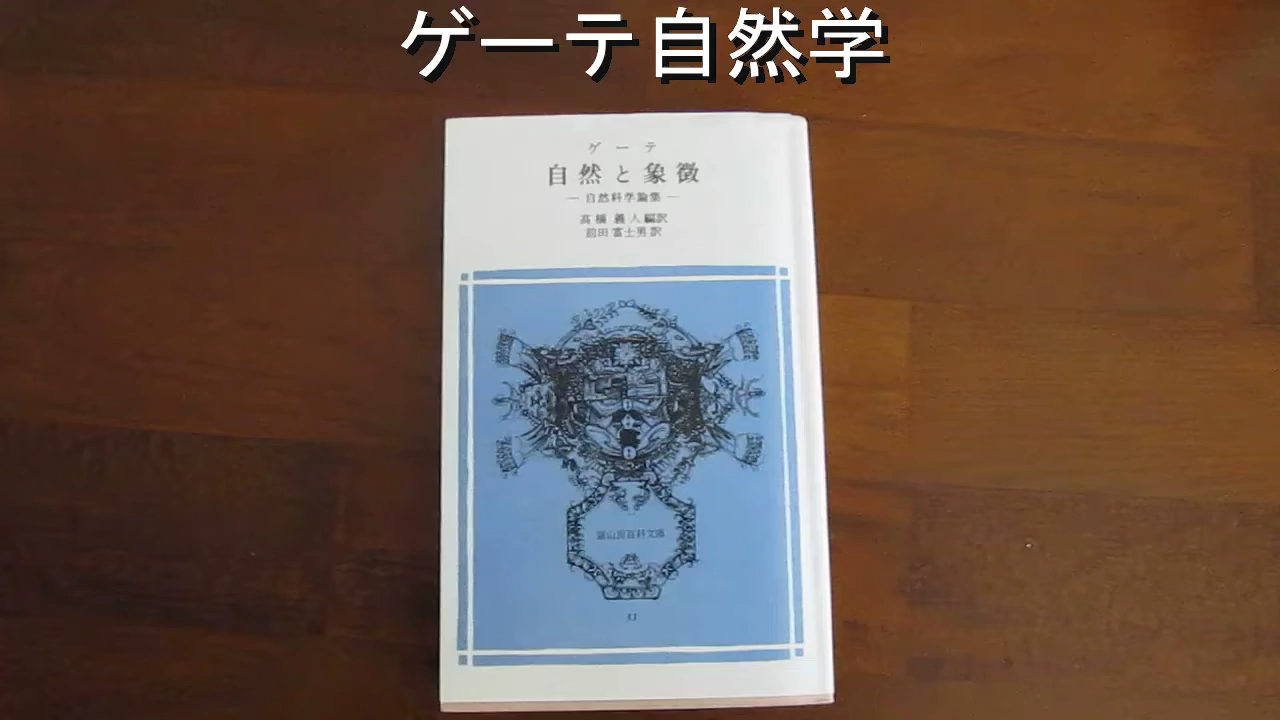 ゲーテ自然学
ゲーテ
自然と象徴
― 自然科学論集 ―
高橋義人編訳
前田富士男訳
冨山房百科文庫
33